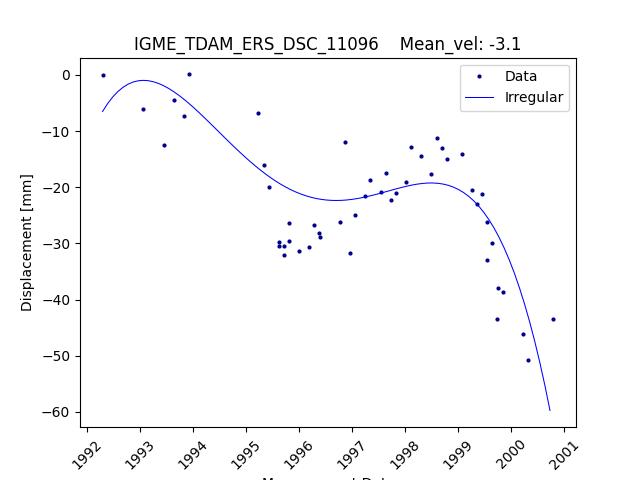 IGME_TDAM_ERS_DSC_11096 Mean_vel: -3.1
Data
Irregular
Displacement [mm]
0
−10
−20
−30
−40
−50
−60
1992 1993 1994 1995 1996 1997 1998 1999 2000 2001